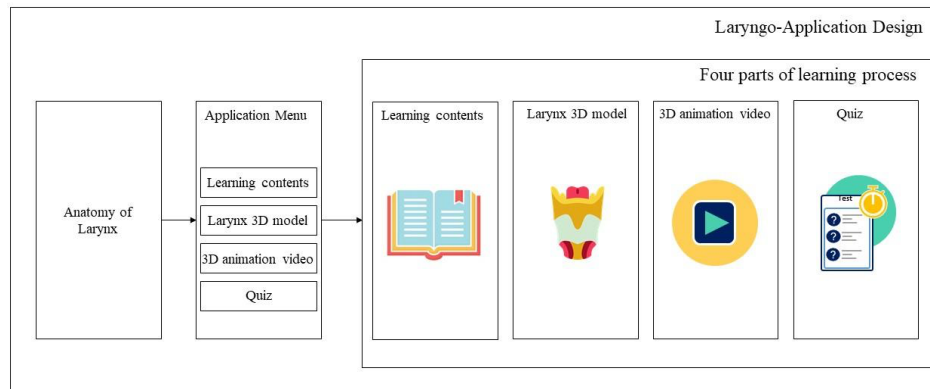 Laryngo-Application Design
Four parts of learning process
Anatomy of
Larynx
Application Menu
Learning contents
Larynx 3D model
3D animation video
Quiz
Learning contents
Larynx 3D model
3D animation video
Quiz
Test
?
?
?